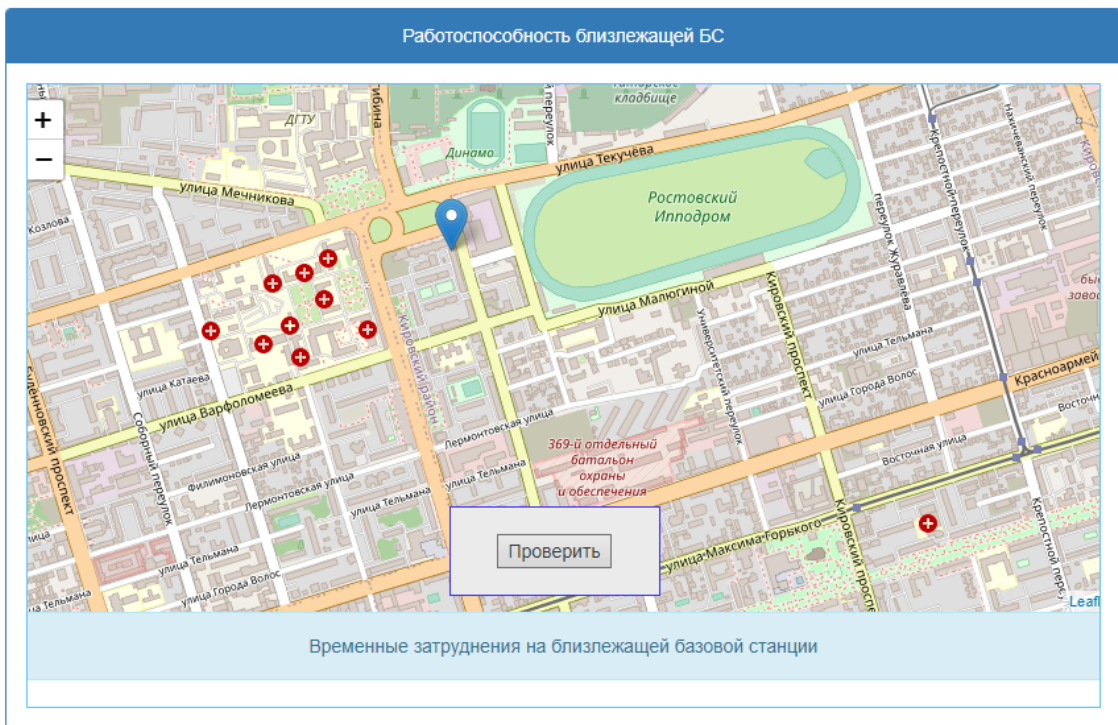 Работоспособность близлежащей БС
+
−
ДГТУ
кладбище
Динамо
улица Текучёва
улица Мечникова
Ростовский
Ипподром
Крепостной переулок
Нахичеванский переулок
переулок Журавлёва
Козлова
улица Малюгиной
Кировский проспект
Кировский район
Университетский переулок
улица Тельмана
улица Города Волос
Красноармей
улица Катаева
улица Варфоломеева
Будённовский проспект
Соборный переулок
Лермонтовская улица
369-й отдельный
батальон
охраны
и обеспечения
Восточная улица
Восточна
Филимоновская улица
Лермонтовская улица
улица Тельмана
улица Тельмана
улица Тельмана
улица Города Волос
улица Максима Горького
Проверить
Leafl
Временные затруднения на близлежащей базовой станции